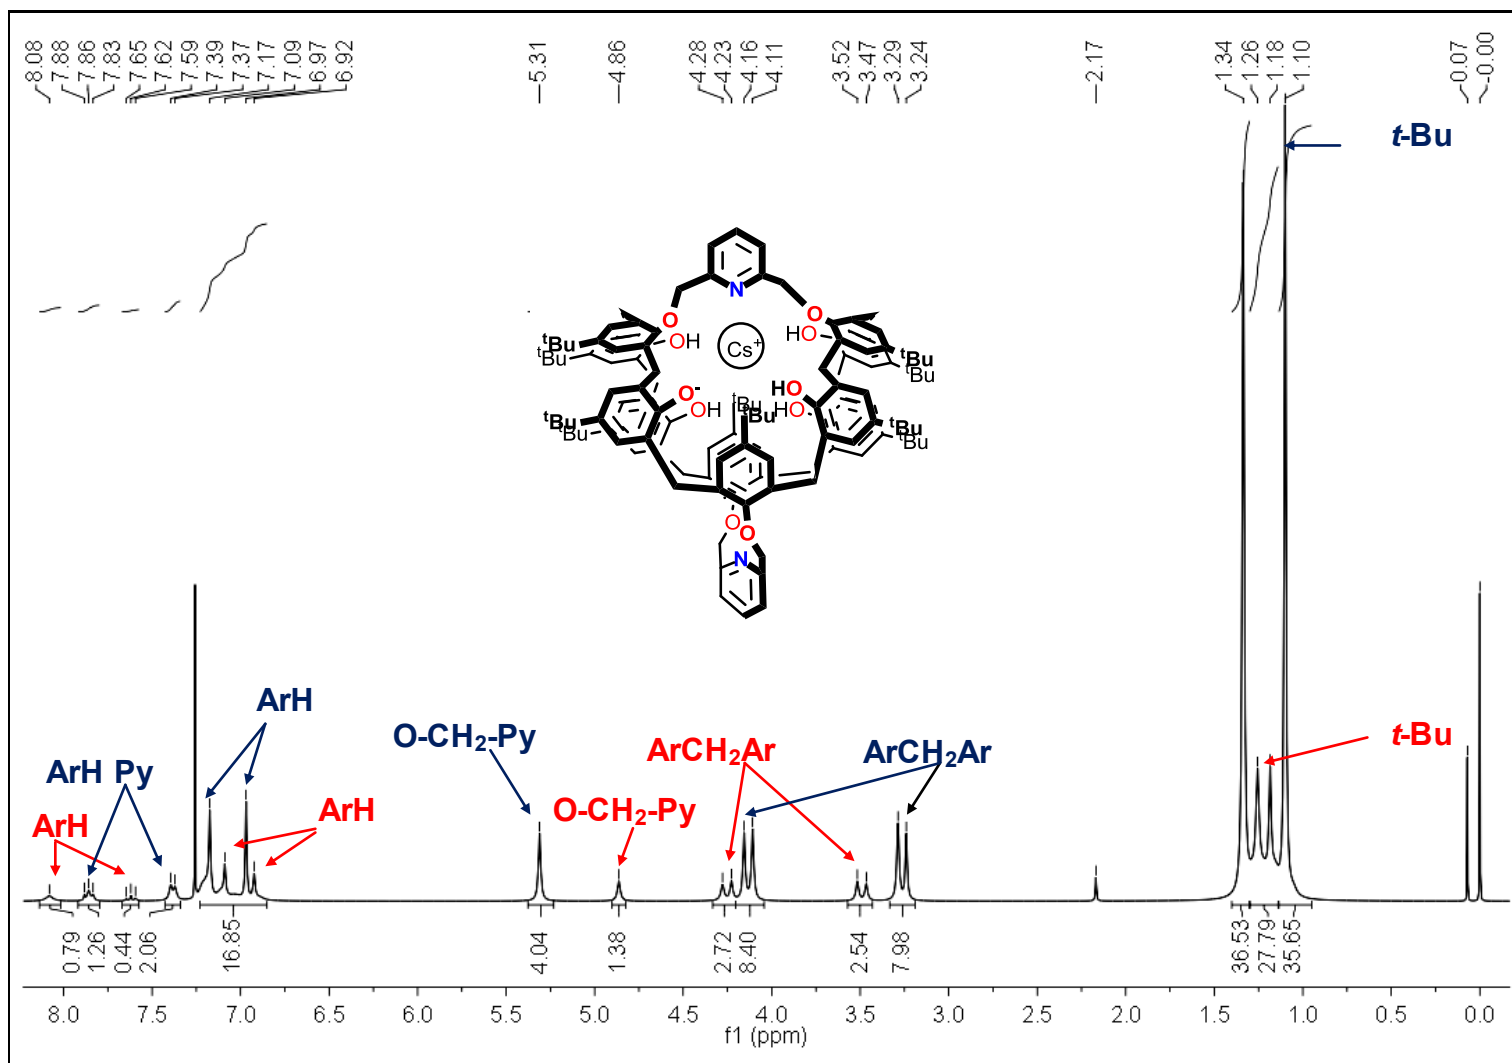 8.08
7.88
7.86
7.83
7.65
7.62
7.59
7.39
7.37
7.17
7.09
6.97
6.92
5.31
4.86
4.28
4.23
4.16
4.11
3.52
3.47
3.29
3.24
2.17
1.34
1.26
1.18
1.10
0.07
-0.00
t-Bu
N
O
O
OH
HO
Cs+
tBu
tBu
tBu
tBu
O-
HO
OH
HO
tBu
tBu
tBu
tBu
tBu
tBu
O
O
N
ArH
O-CH2-Py
ArCH2Ar
ArCH2Ar
t-Bu
ArH Py
ArH
ArH
O-CH2-Py
0.79
1.26
0.44
2.06
16.85
4.04
1.38
2.72
8.40
2.54
7.98
36.53
27.79
35.65
8.0 7.5 7.0 6.5 6.0 5.5 5.0 4.5 4.0 3.5 3.0 2.5 2.0 1.5 1.0 0.5 0.0
f1 (ppm)